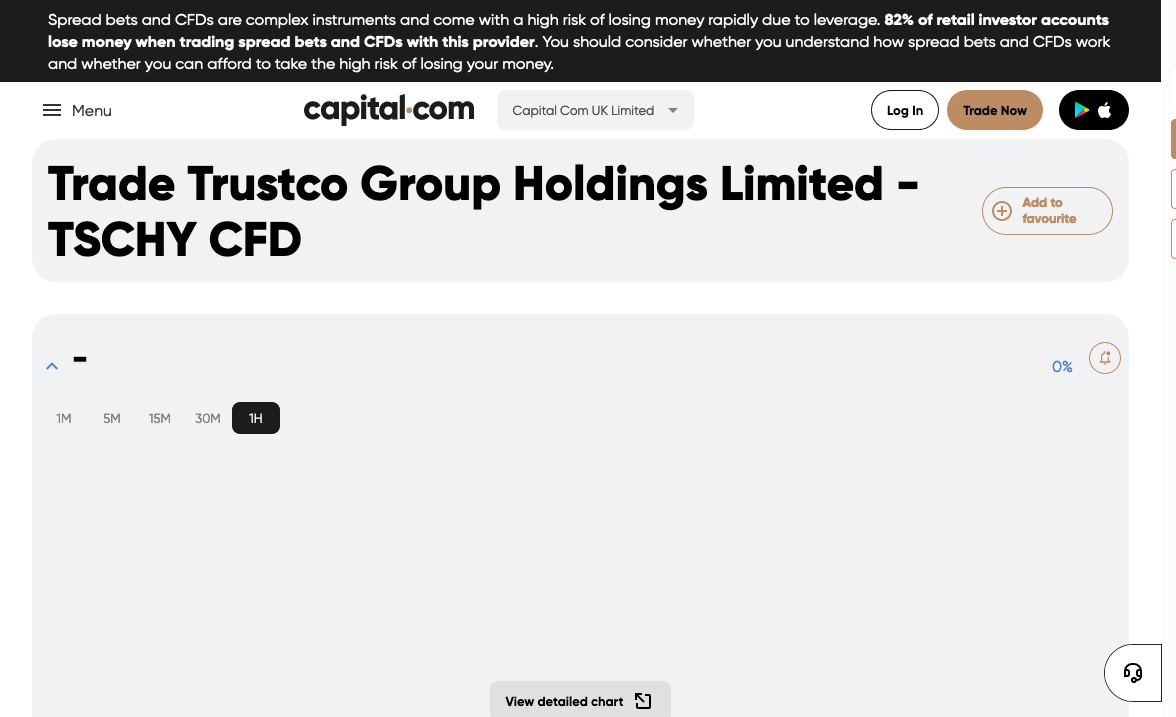 Spread bets and CFDs are complex instruments and come with a high risk of losing money rapidly due to leverage. 82% of retail investor accounts
lose money when trading spread bets and CFDs with this provider. You should consider whether you understand how spread bets and CFDs work
and whether you can afford to take the high risk of losing your money.
Menu
capital.com
Capital Com UK Limited
Log In
Trade Now
Trade Trustco Group Holdings Limited -
TSCHY CFD
Add to
favourite
-
0%
1M 5M 15M 30M 1H
View detailed chart